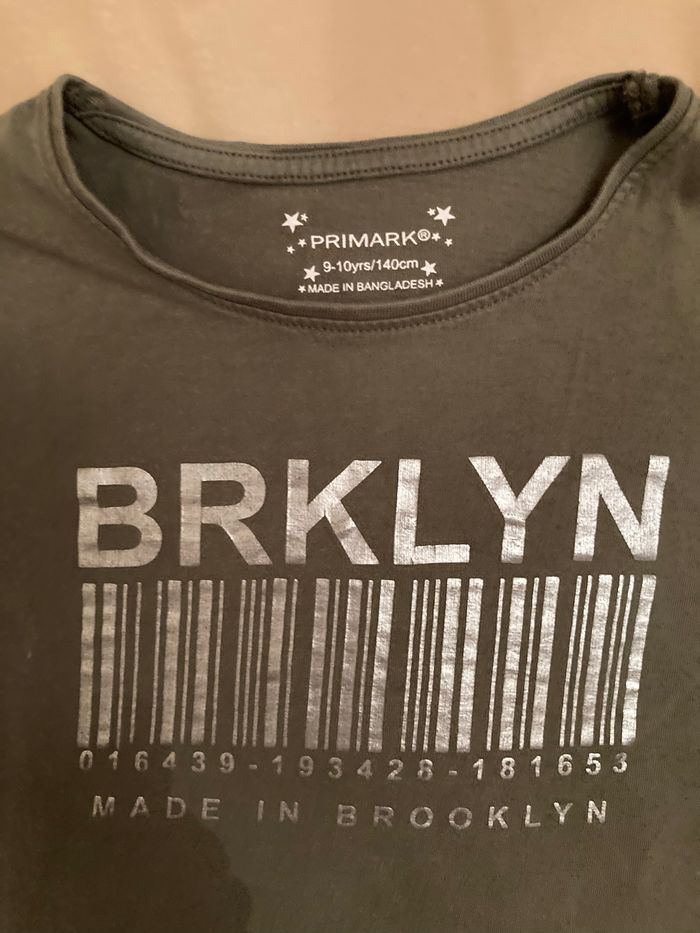 PRIMARK®
9-10yrs/140cm
MADE IN BANGLADESH
BRKLYN
016439-193428-181653
MADE IN BROOKLYN